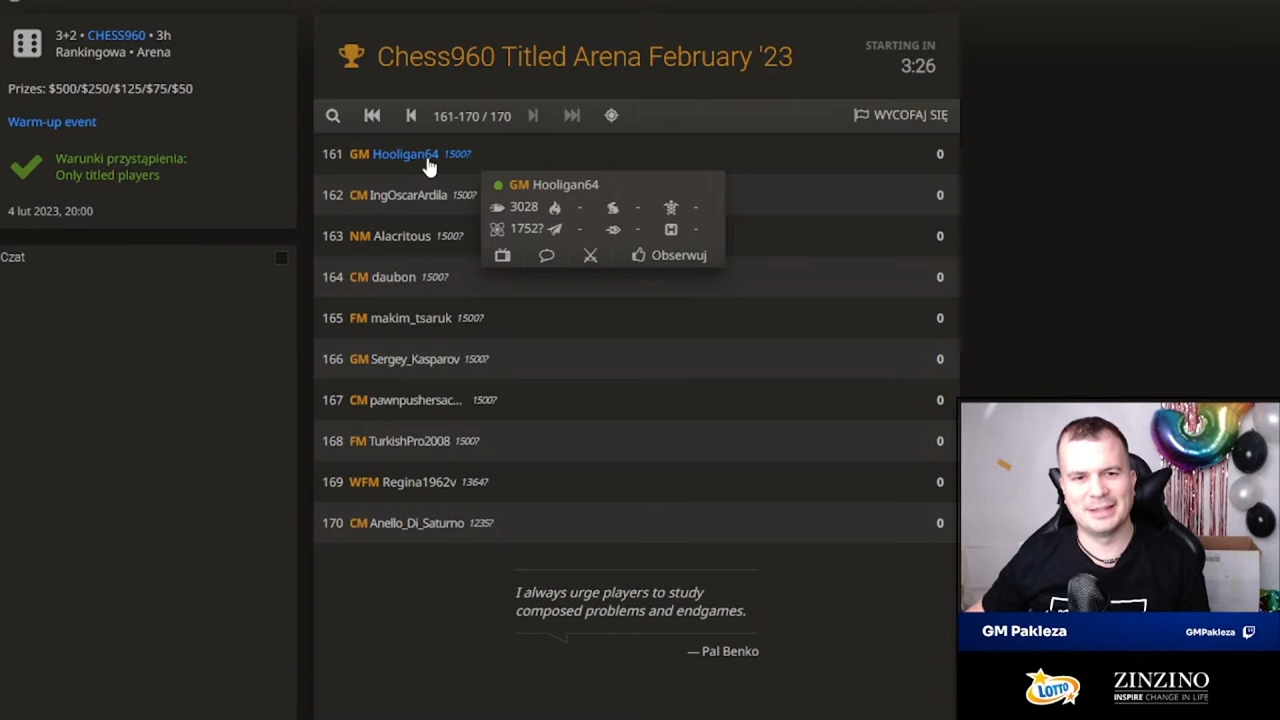 3+2 • CHESS960 • 3h
Rankingowa • Arena
Prizes: $500/$250/$125/$75/$50
Warm-up event
Warunki przystąpienia:
Only titled players
4 lut 2023, 20:00
Czat
Chess960 Titled Arena February '23
STARTING IN
3:26
161-170 / 170
WYCOFAJ SIĘ
161 GM Hooligan64 1500? 0
162 CM IngOscarArdila 1500? 0
163 NM Alacritous 1500? 0
164 CM daubon 1500? 0
165 FM makim_tsaruk 1500? 0
166 GM Sergey_Kasparov 1500? 0
167 CM pawnpushersac... 1500? 0
168 FM TurkishPro2008 1500? 0
169 WFM Regina1962v 1364? 0
170 CM Anello_Di_Saturno 1235? 0
GM Hooligan64
3028 - - -
1752? - - -
Obserwuj
I always urge players to study
composed problems and endgames.
— Pal Benko
GM Pakleza
GMPakleza
LOTTO
ZINZINO
INSPIRE CHANGE IN LIFE